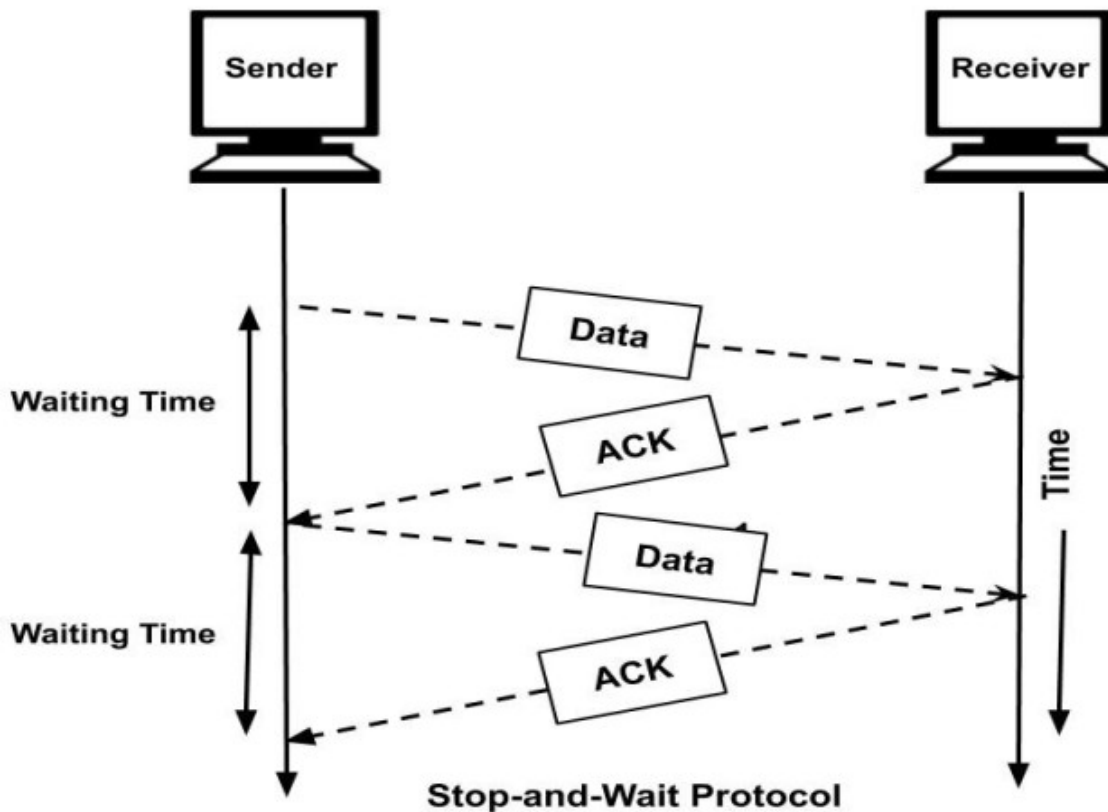 Sender
Receiver
Data
Waiting Time
ACK
Time
Data
Waiting Time
ACK
Stop-and-Wait Protocol